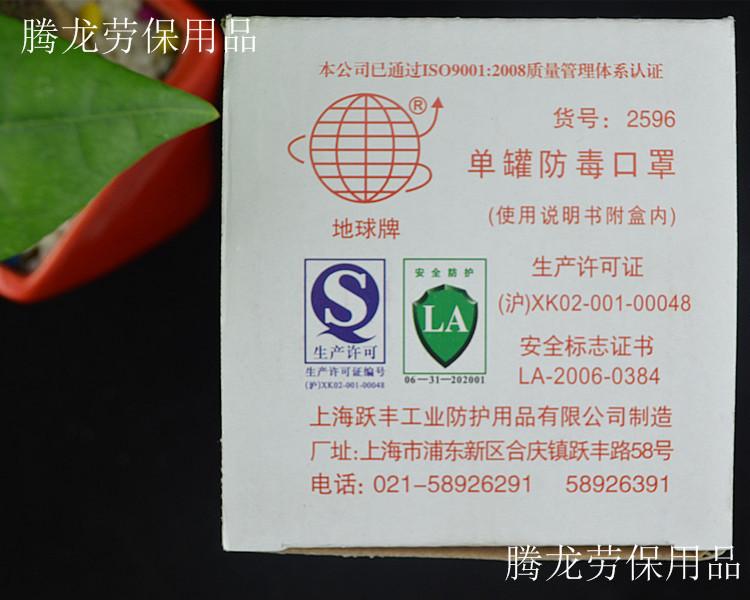 腾龙劳保用品
本公司已通过ISO9001:2008质量管理体系认证
®
地球牌
货号：2596
单罐防毒口罩
(使用说明书附盒内)
生产许可
生产许可证编号
(沪)XK02-001-00048
安全防护
LA
06-31-202001
生产许可证
(沪)XK02-001-00048
安全标志证书
LA-2006-0384
上海跃丰工业防护用品有限公司制造
厂址:上海市浦东新区合庆镇跃丰路58号
电话: 021-58926291 58926391
腾龙劳保用品